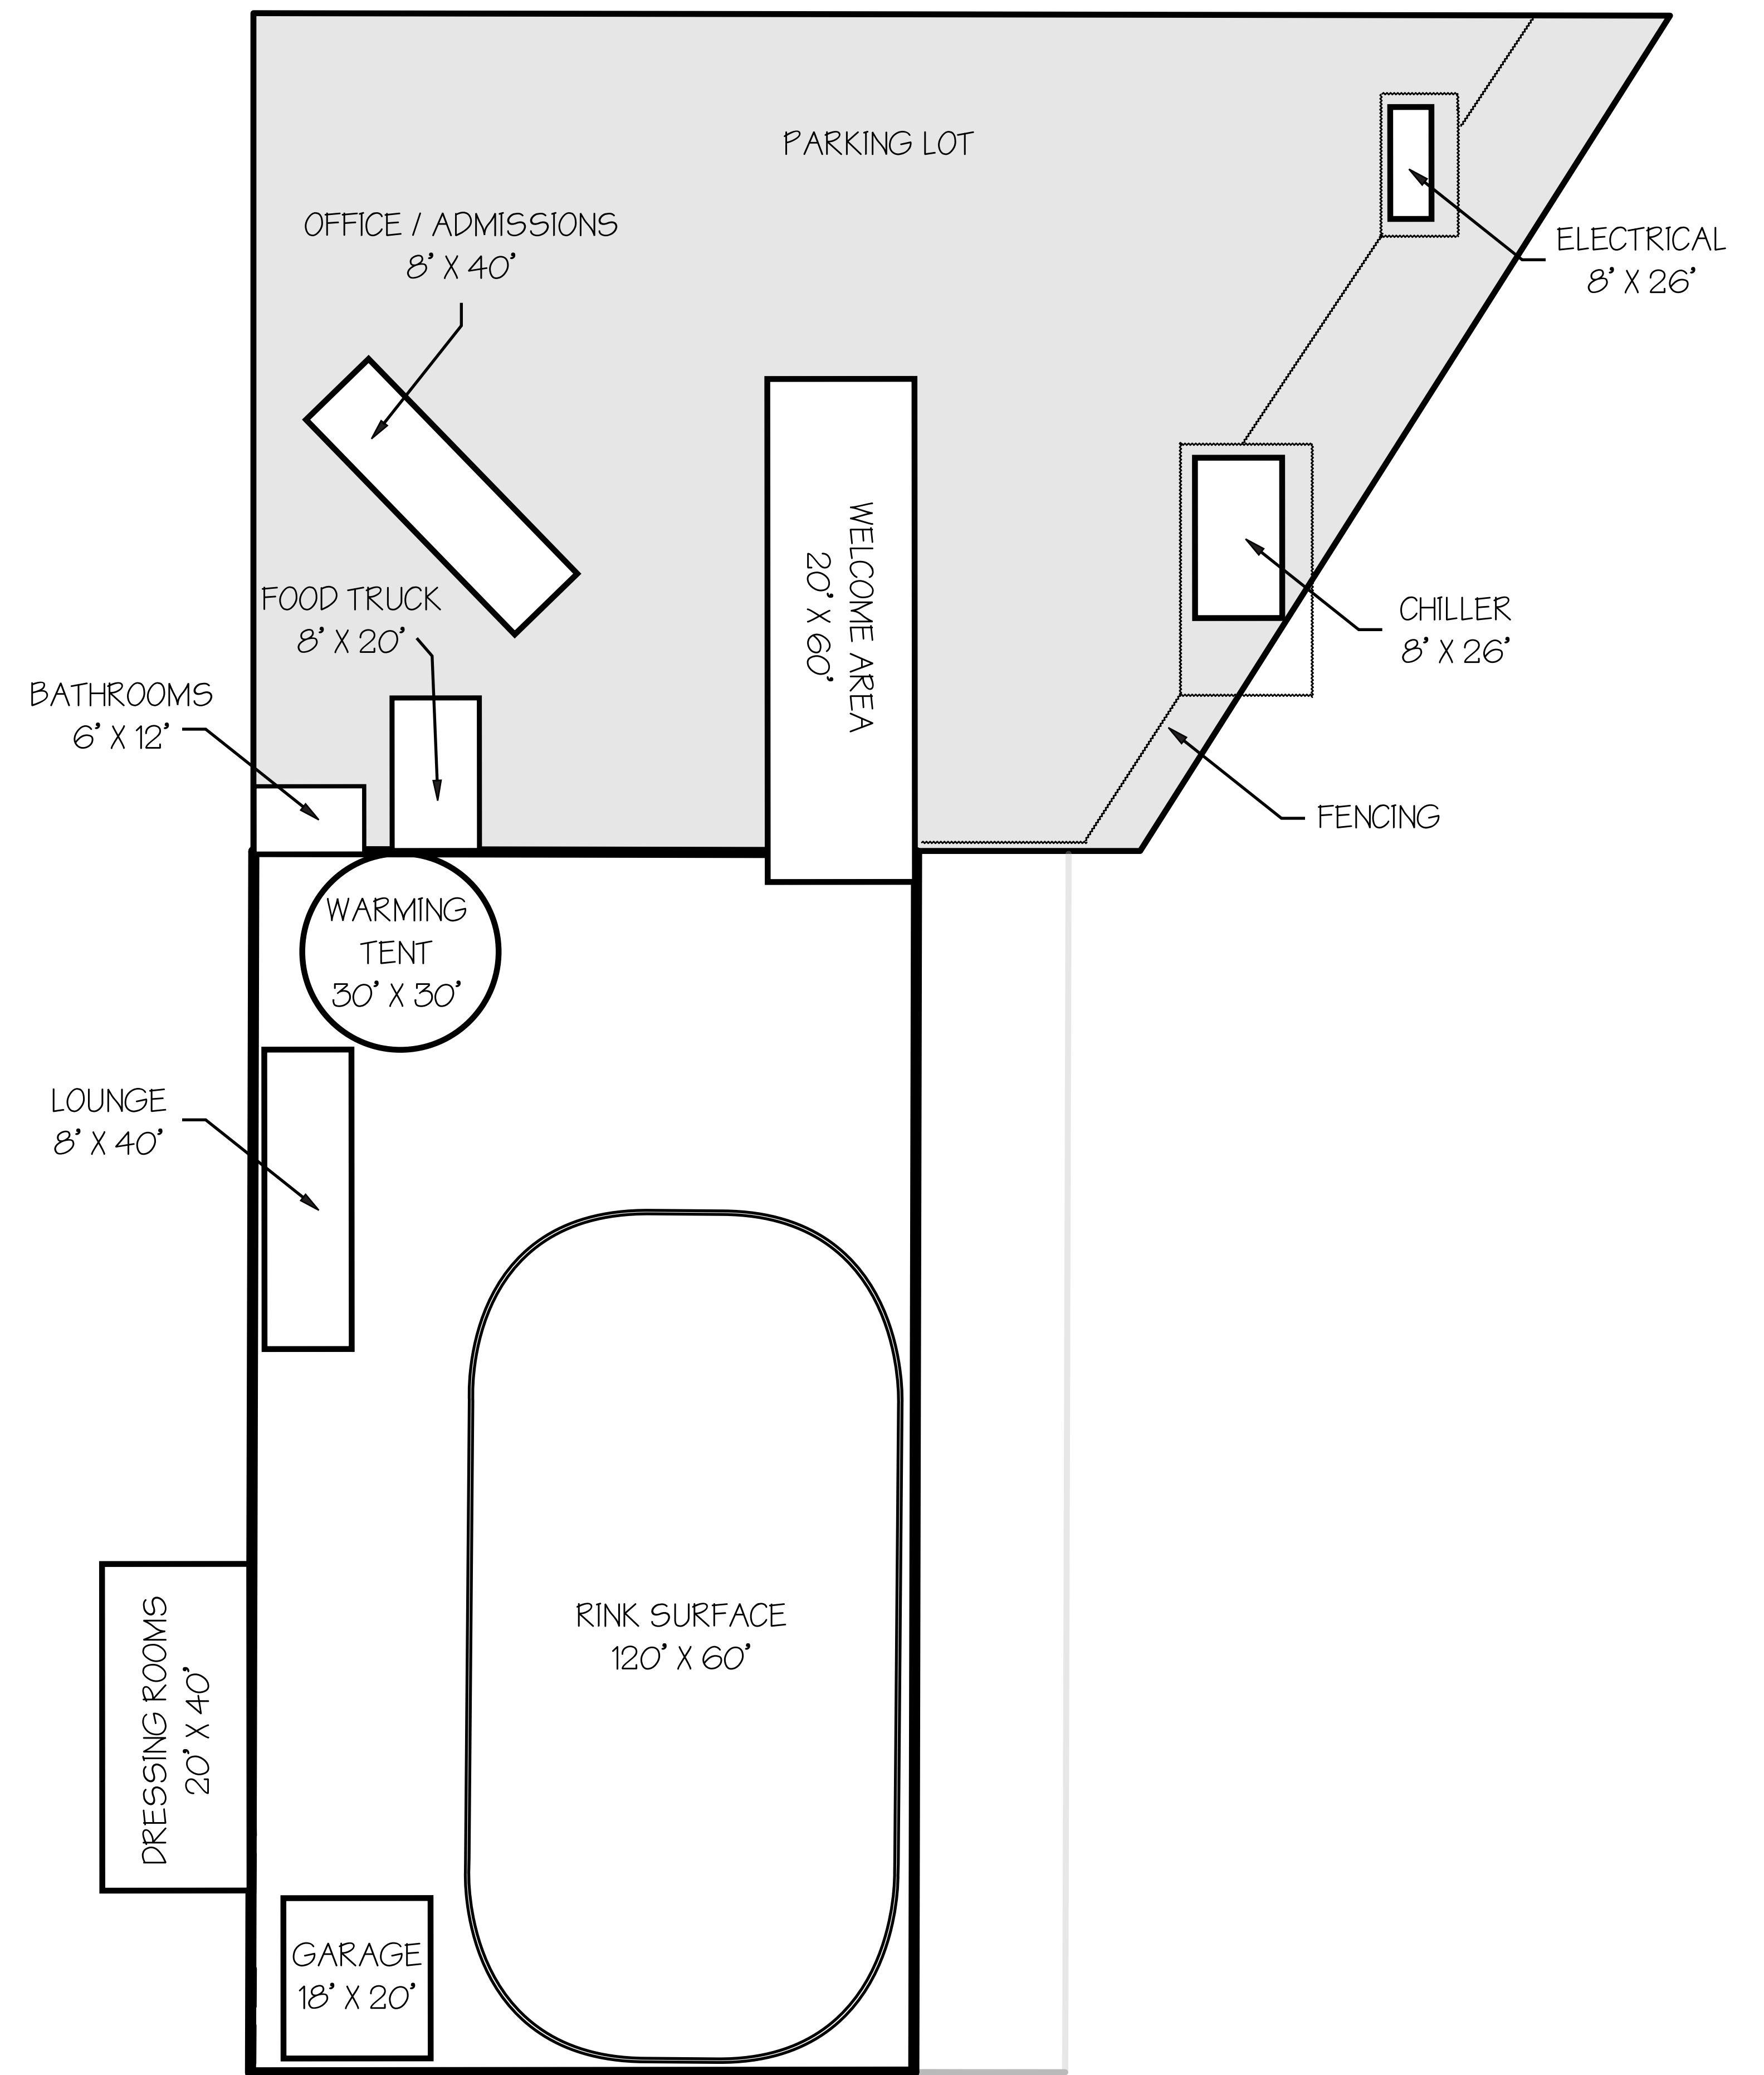 PARKING LOT
OFFICE / ADMISSIONS
8' X 40'
ELECTRICAL
8' X 26'
WELCOME AREA
20' X 60'
FOOD TRUCK
8' X 20'
CHILLER
8' X 26'
BATHROOMS
6' X 12'
FENCING
WARMING
TENT
30' X 30'
LOUNGE
8' X 40'
RINK SURFACE
120' X 60'
DRESSING ROOMS
20' X 40'
GARAGE
18' X 20'